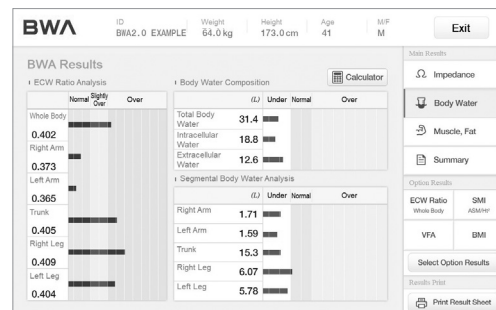 BWA
ID
BWA2.0 EXAMPLE
Weight
64.0 kg
Height
173.0 cm
Age
41
M/F
M
Exit
BWA Results
Calculator
ECW Ratio Analysis
Normal Slightly Over Over
Whole Body
0.402
Right Arm
0.373
Left Arm
0.365
Trunk
0.405
Right Leg
0.409
Left Leg
0.404
Body Water Composition
(L) Under Normal Over
Total Body Water 31.4
Intracellular Water 18.8
Extracellular Water 12.6
Segmental Body Water Analysis
(L) Under Normal Over
Right Arm 1.71
Left Arm 1.59
Trunk 15.3
Right Leg 6.07
Left Leg 5.78
Main Results
Impedance
Body Water
Muscle, Fat
Summary
Option Results
ECW Ratio
Whole Body
SMI
ASM/Ht²
VFA
BMI
Select Option Results
Results Print
Print Result Sheet